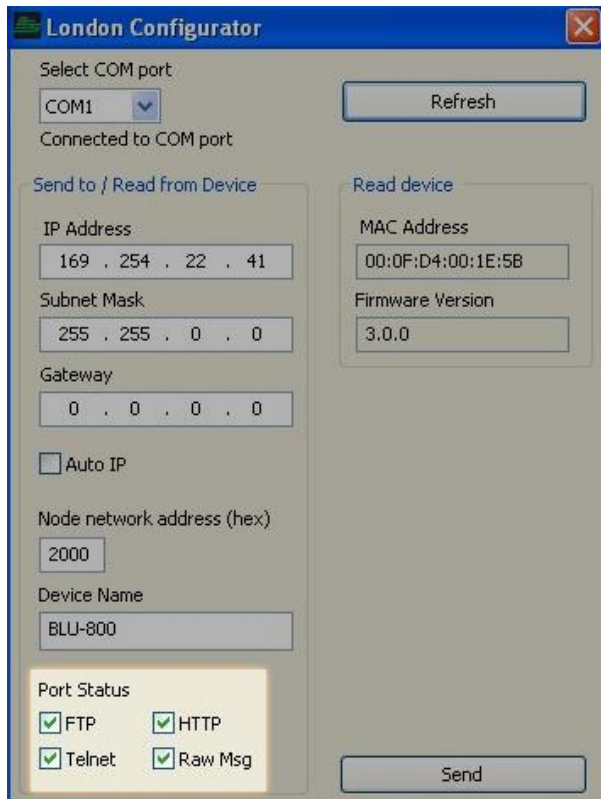 London Configurator
Select COM port
COM1
Refresh
Connected to COM port
Send to / Read from Device
Read device
IP Address
169 . 254 . 22 . 41
MAC Address
00:0F:D4:00:1E:5B
Subnet Mask
255 . 255 . 0 . 0
Firmware Version
3.0.0
Gateway
0 . 0 . 0 . 0
Auto IP
Node network address (hex)
2000
Device Name
BLU-800
Port Status
FTP HTTP
Telnet Raw Msg
Send